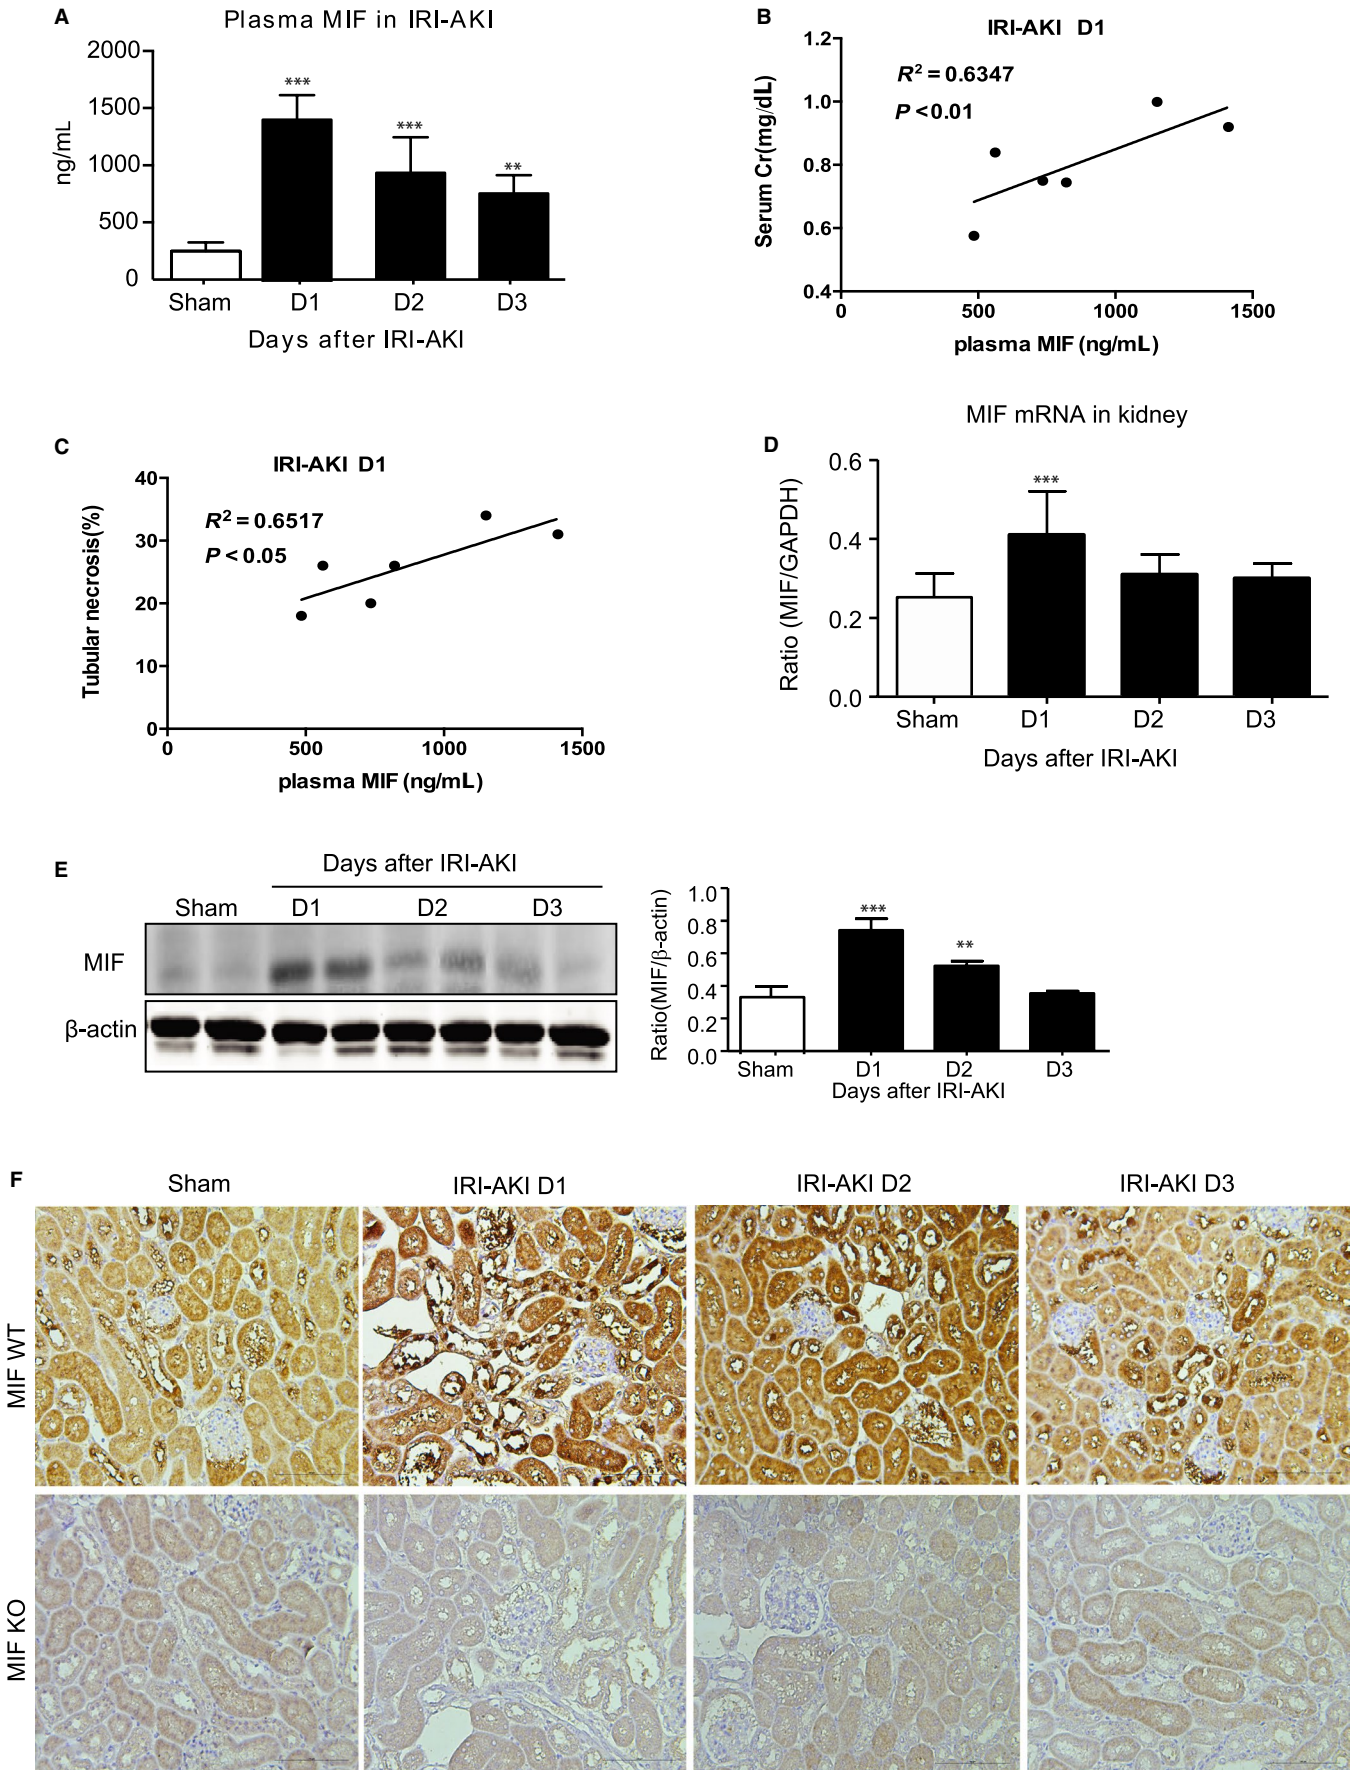 A
Plasma MIF in IRI-AKI
2000
1500
1000
500
0
ng/mL
***
***
**
Sham D1 D2 D3
Days after IRI-AKI
B
IRI-AKI D1
R² = 0.6347
P < 0.01
1.2
1.0
0.8
0.6
0.4
Serum Cr(mg/dL)
0 500 1000 1500
plasma MIF (ng/mL)
C
IRI-AKI D1
R² = 0.6517
P < 0.05
40
30
20
10
0
Tubular necrosis(%)
0 500 1000 1500
plasma MIF (ng/mL)
MIF mRNA in kidney
D
0.6
0.4
0.2
0.0
Ratio (MIF/GAPDH)
***
Sham D1 D2 D3
Days after IRI-AKI
E
Days after IRI-AKI
Sham D1 D2 D3
MIF
β-actin
1.0
0.8
0.6
0.4
0.2
0.0
Ratio(MIF/β-actin)
***
**
Sham D1 D2 D3
Days after IRI-AKI
F
Sham IRI-AKI D1 IRI-AKI D2 IRI-AKI D3
MIF WT
MIF KO